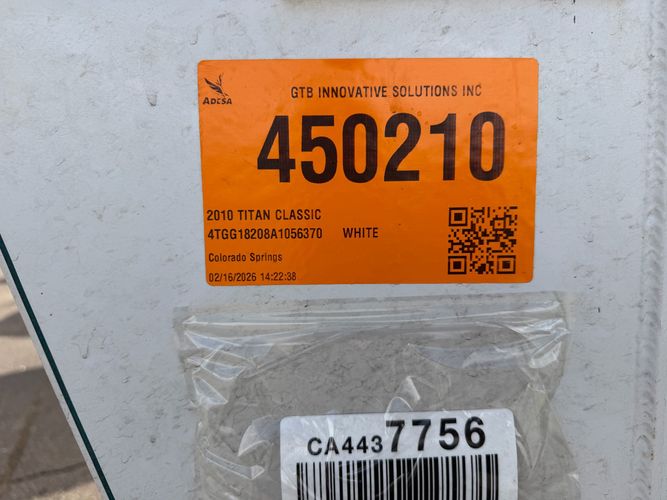 ADESA
GTB INNOVATIVE SOLUTIONS INC
450210
2010 TITAN CLASSIC
4TGG18208A1056370 WHITE
Colorado Springs
02/16/2026 14:22:38
CA4437756